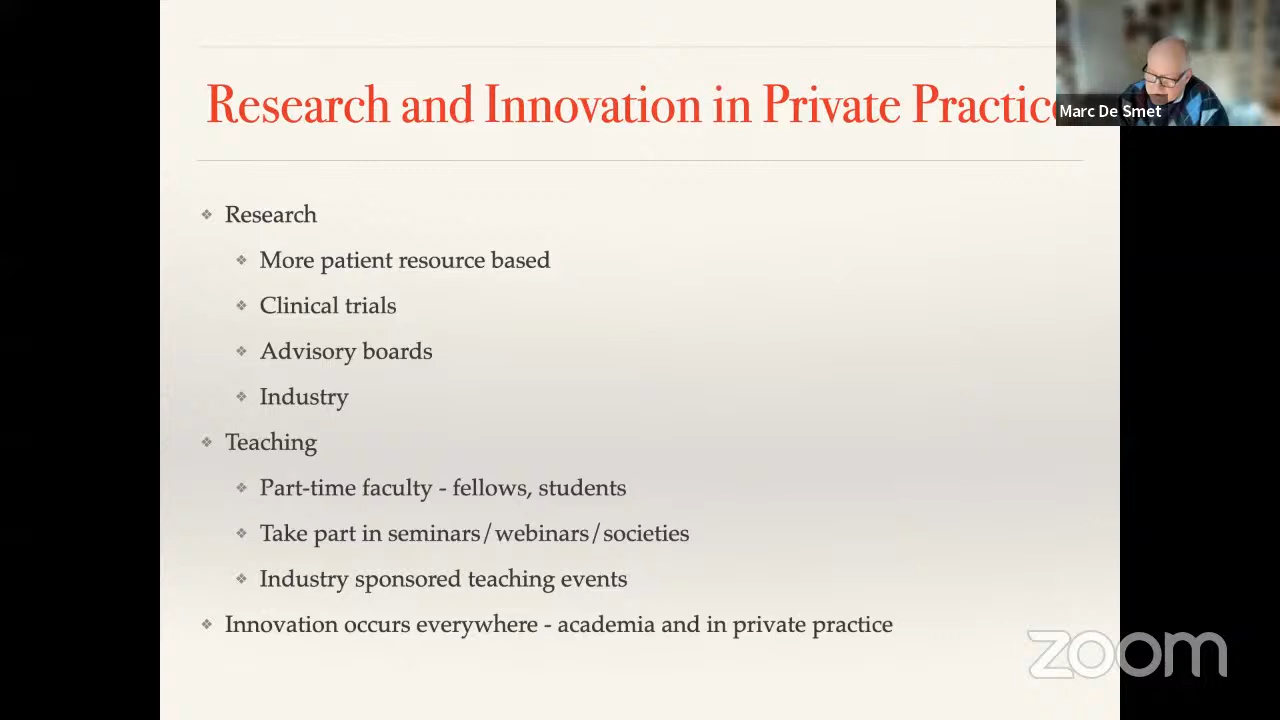 Research and Innovation in Private Practice
Marc De Smet
❖ Research
❖ More patient resource based
❖ Clinical trials
❖ Advisory boards
❖ Industry
❖ Teaching
❖ Part-time faculty - fellows, students
❖ Take part in seminars/webinars/societies
❖ Industry sponsored teaching events
❖ Innovation occurs everywhere - academia and in private practice
zoom